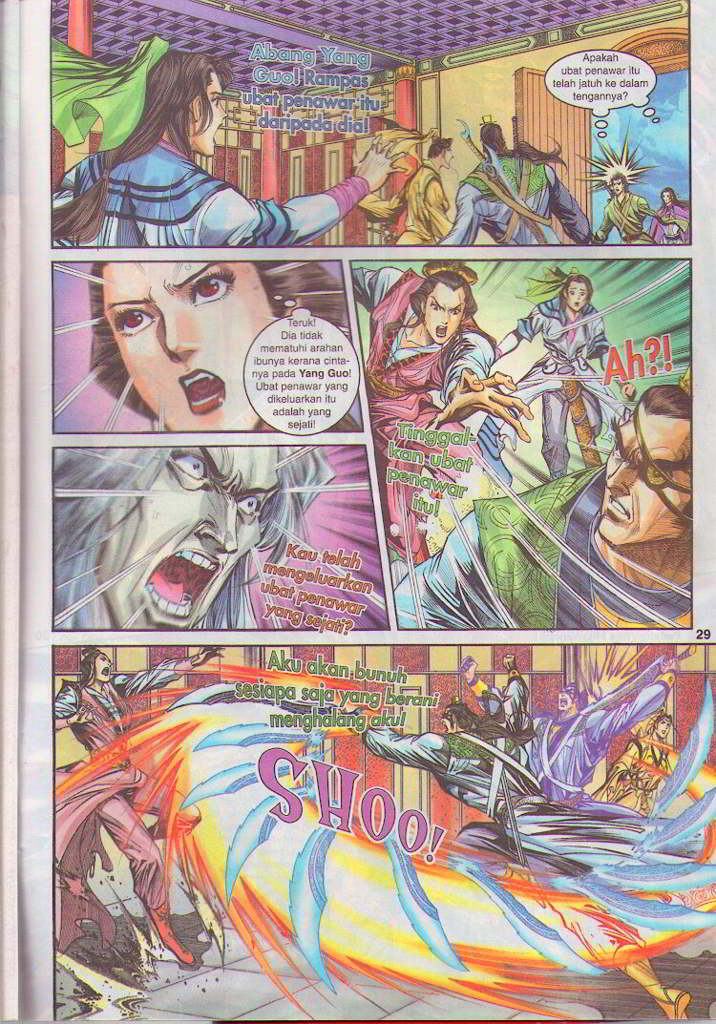 Abang Yang
Guo! Rampas
ubat penawar itu
daripada dia!
Apakah
ubat penawar itu
telah jatuh ke dalam
tengannya?
Teruk!
Dia tidak
mematuhi arahan
ibunya kerana cinta-
nya pada Yang Guo!
Ubat penawar yang
dikeluarkan itu
adalah yang
sejati!
Ah?!
Tinggal-
kan ubat
penawar
itu!
Kau telah
mengeluarkan
ubat penawar
yang sejati?
29
Aku akan bunuh
sesiapa saja yang berani
menghalang aku!
SHOO!